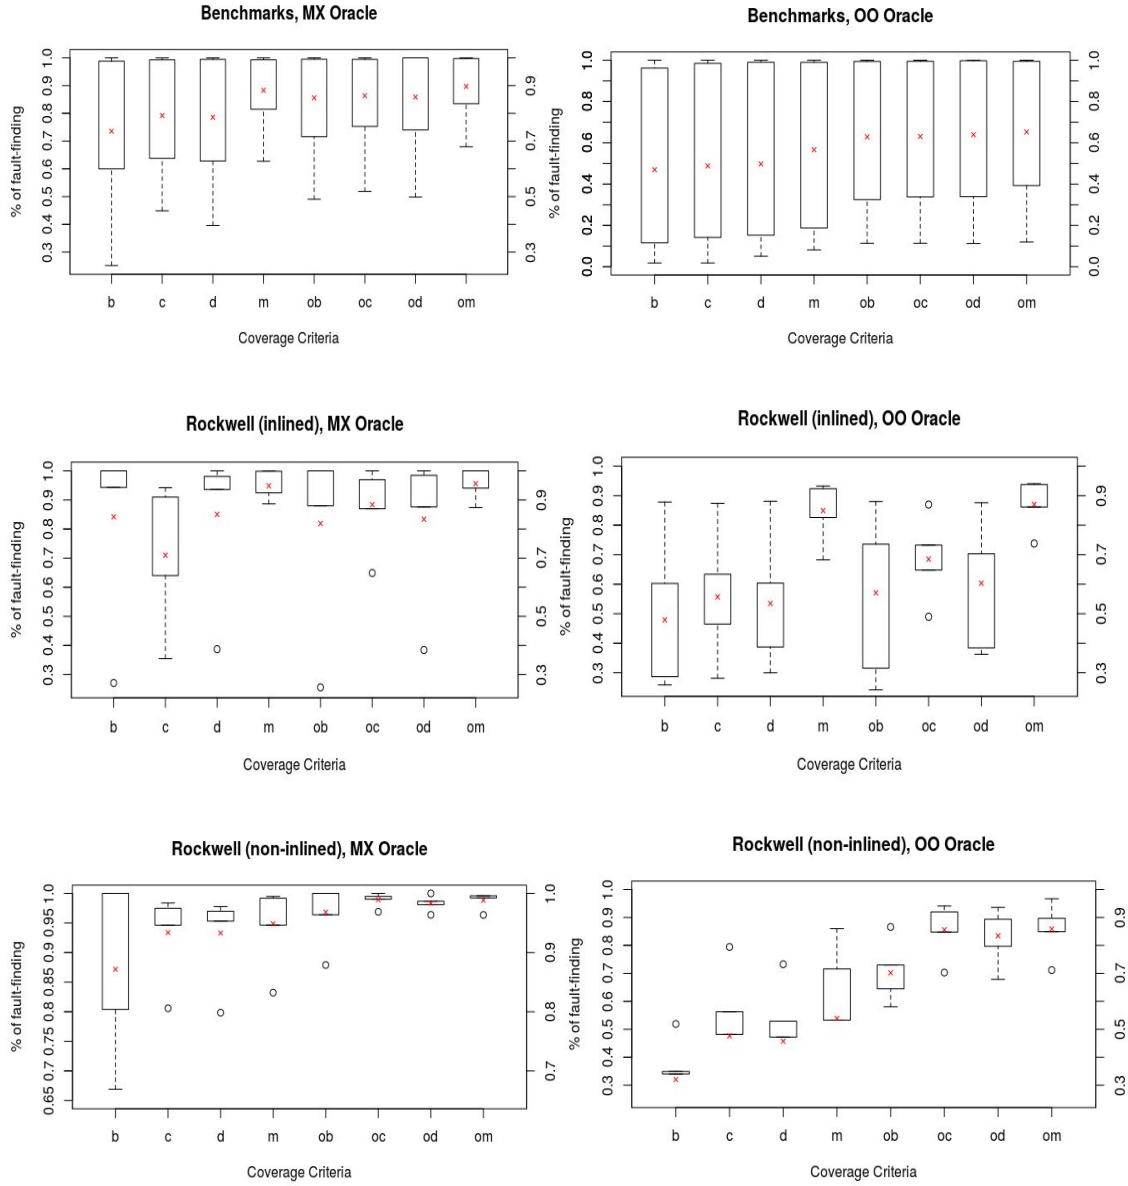 Benchmarks, MX Oracle
% of fault-finding
0.3 0.4 0.5 0.6 0.7 0.8 0.9 1.0
0.3 0.5 0.7 0.9
b c d m ob oc od om
Coverage Criteria
Benchmarks, OO Oracle
% of fault-finding
0.0 0.2 0.4 0.6 0.8 1.0
0.0 0.2 0.4 0.6 0.8 1.0
b c d m ob oc od om
Coverage Criteria
Rockwell (inlined), MX Oracle
% of fault-finding
0.3 0.4 0.5 0.6 0.7 0.8 0.9 1.0
0.3 0.5 0.7 0.9
b c d m ob oc od om
Coverage Criteria
Rockwell (inlined), OO Oracle
% of fault-finding
0.3 0.4 0.5 0.6 0.7 0.8 0.9 1.0
0.3 0.5 0.7 0.9
b c d m ob oc od om
Coverage Criteria
Rockwell (non-inlined), MX Oracle
% of fault-finding
0.65 0.7 0.75 0.8 0.85 0.9 0.95 1.0
0.7 0.8 0.9 1.0
b c d m ob oc od om
Coverage Criteria
Rockwell (non-inlined), OO Oracle
% of fault-finding
0.3 0.4 0.5 0.6 0.7 0.8 0.9 1.0
0.3 0.5 0.7 0.9
b c d m ob oc od om
Coverage Criteria